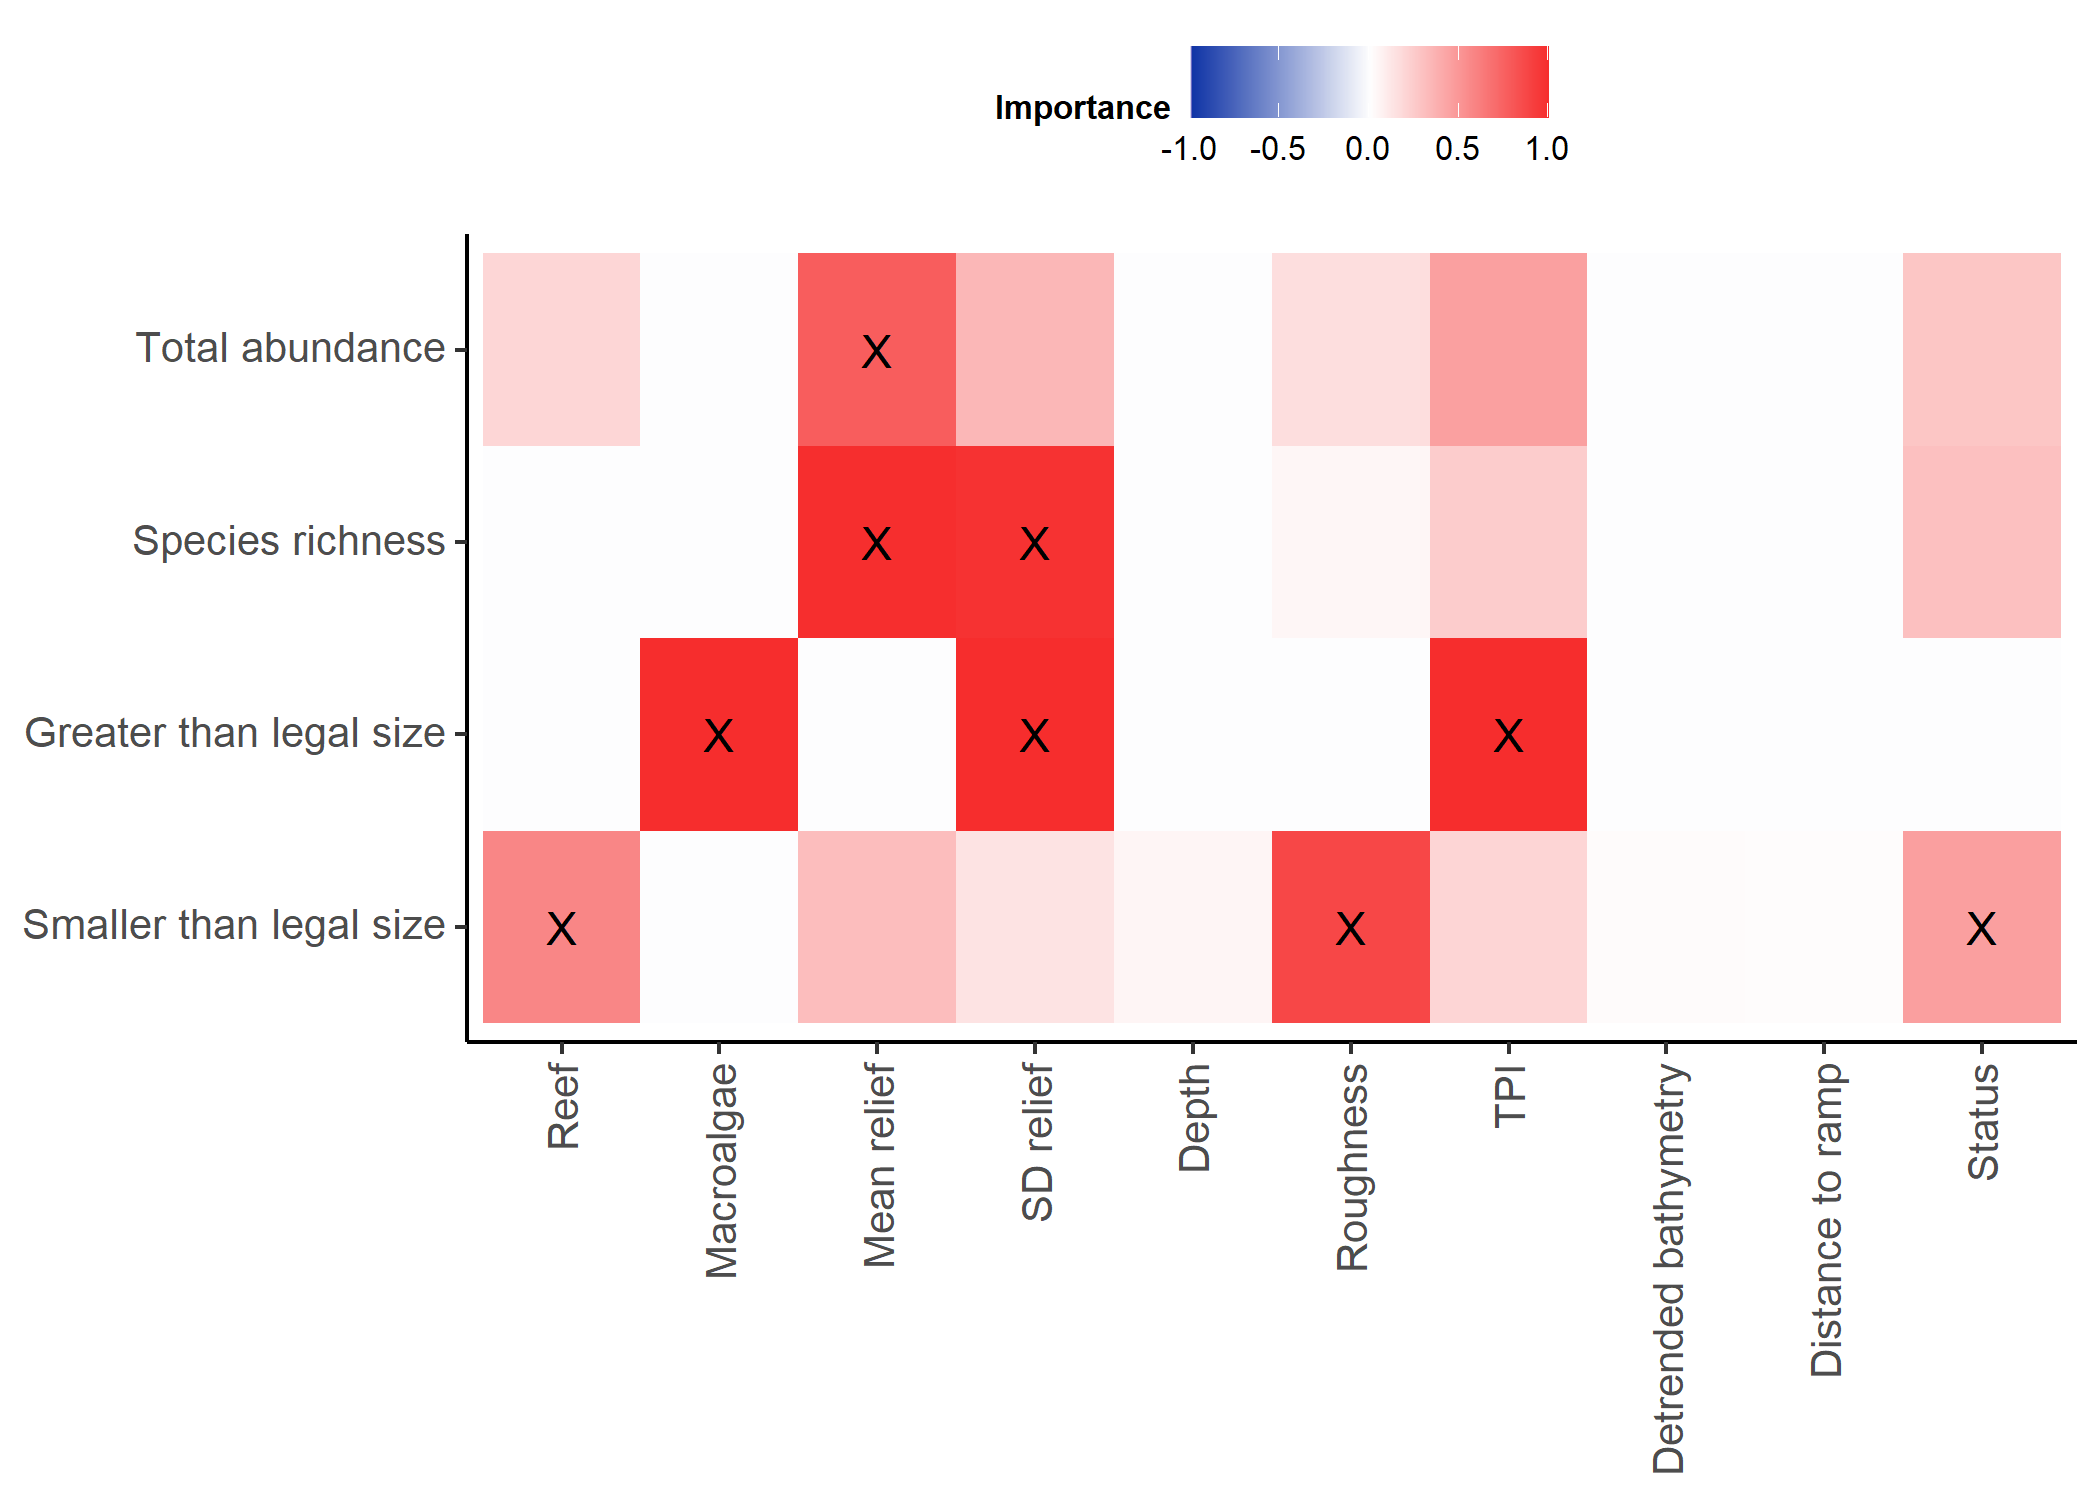 Importance
-1.0 -0.5 0.0 0.5 1.0
Total abundance
X
Species richness
X X
Greater than legal size
X X X
Smaller than legal size
X X X
Reef
Macroalgae
Mean relief
SD relief
Depth
Roughness
TPI
Detrended bathymetry
Distance to ramp
Status